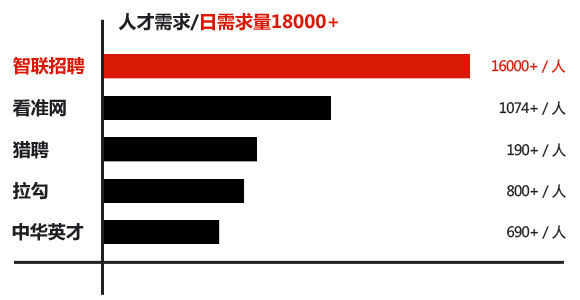 人才需求/日需求量18000+
智联招聘 16000+ / 人
看准网 1074+ / 人
猎聘 190+ / 人
拉勾 800+ / 人
中华英才 690+ / 人